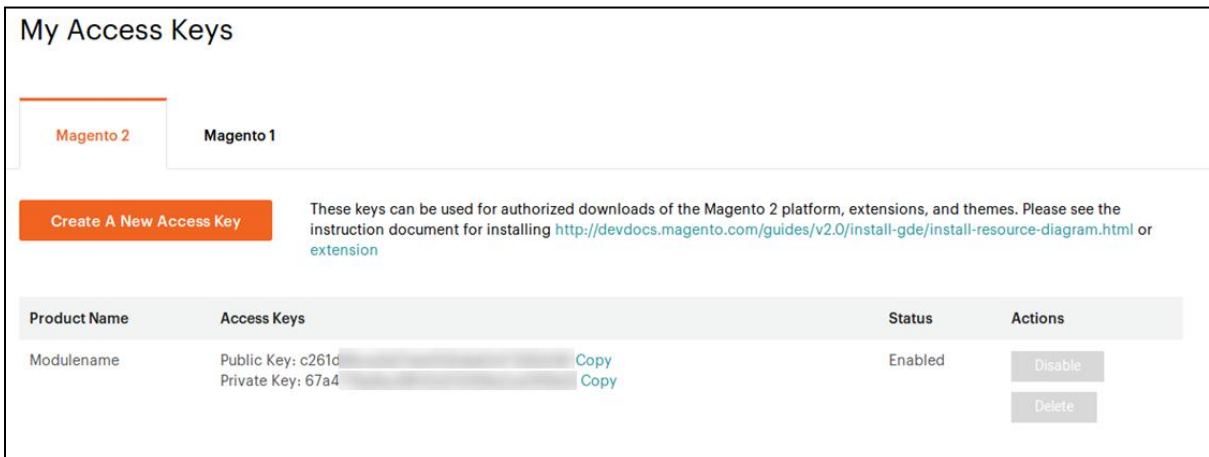 My Access Keys
Magento 2 Magento 1
Create A New Access Key
These keys can be used for authorized downloads of the Magento 2 platform, extensions, and themes. Please see the
instruction document for installing http://devdocs.magento.com/guides/v2.0/install-gde/install-resource-diagram.html or
extension
Product Name Access Keys Status Actions
Modulename Public Key: c261d Copy Enabled Disable
Private Key: 67a4 Copy
Delete